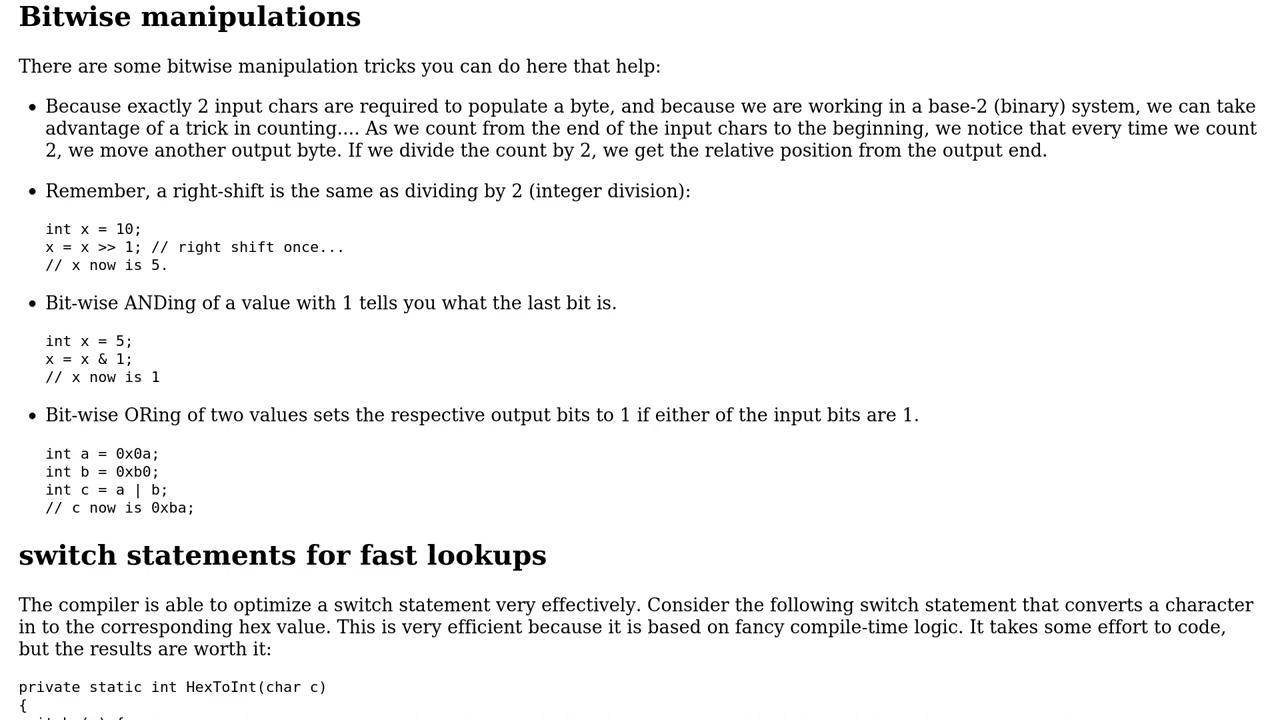 Bitwise manipulations
There are some bitwise manipulation tricks you can do here that help:
• Because exactly 2 input chars are required to populate a byte, and because we are working in a base-2 (binary) system, we can take
advantage of a trick in counting.... As we count from the end of the input chars to the beginning, we notice that every time we count
2, we move another output byte. If we divide the count by 2, we get the relative position from the output end.
• Remember, a right-shift is the same as dividing by 2 (integer division):
int x = 10;
x = x >> 1; // right shift once...
// x now is 5.
• Bit-wise ANDing of a value with 1 tells you what the last bit is.
int x = 5;
x = x & 1;
// x now is 1
• Bit-wise ORing of two values sets the respective output bits to 1 if either of the input bits are 1.
int a = 0x0a;
int b = 0xb0;
int c = a | b;
// c now is 0xba;
switch statements for fast lookups
The compiler is able to optimize a switch statement very effectively. Consider the following switch statement that converts a character
in to the corresponding hex value. This is very efficient because it is based on fancy compile-time logic. It takes some effort to code,
but the results are worth it:
private static int HexToInt(char c)
{